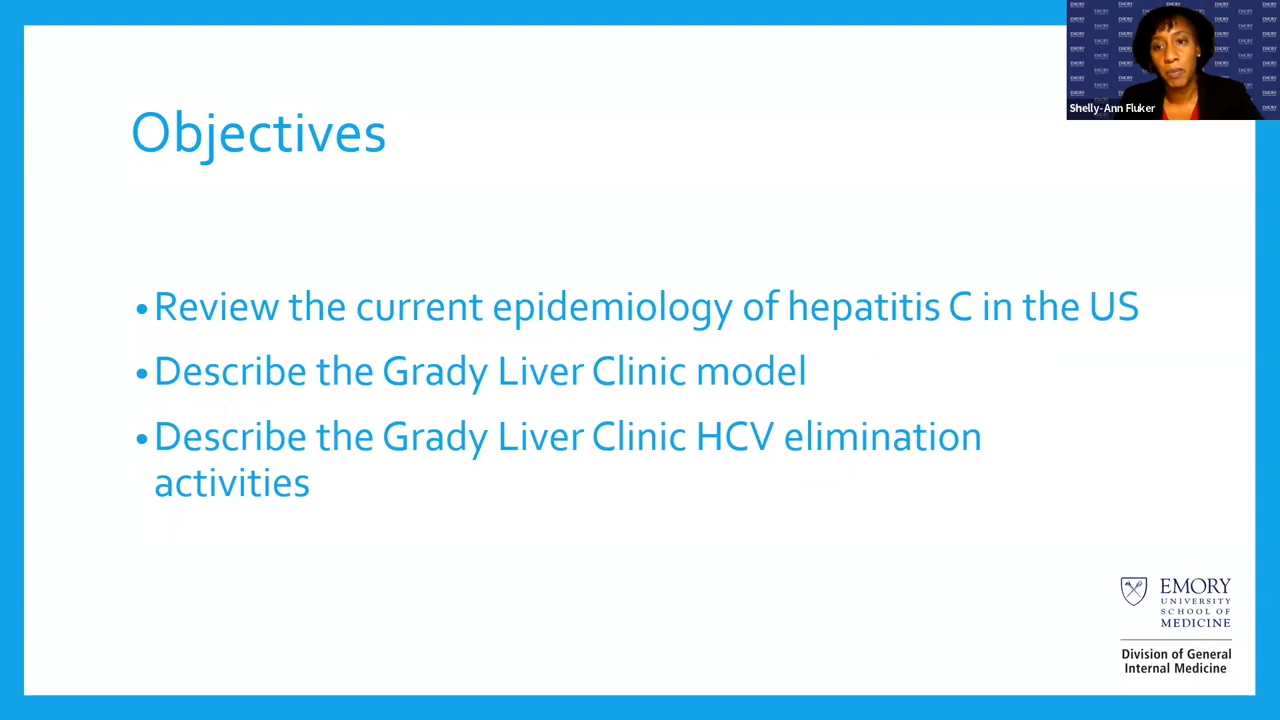 Objectives
• Review the current epidemiology of hepatitis C in the US
• Describe the Grady Liver Clinic model
• Describe the Grady Liver Clinic HCV elimination
activities
Shelly-Ann Fluker
EMORY
UNIVERSITY
SCHOOL OF
MEDICINE
Division of General
Internal Medicine